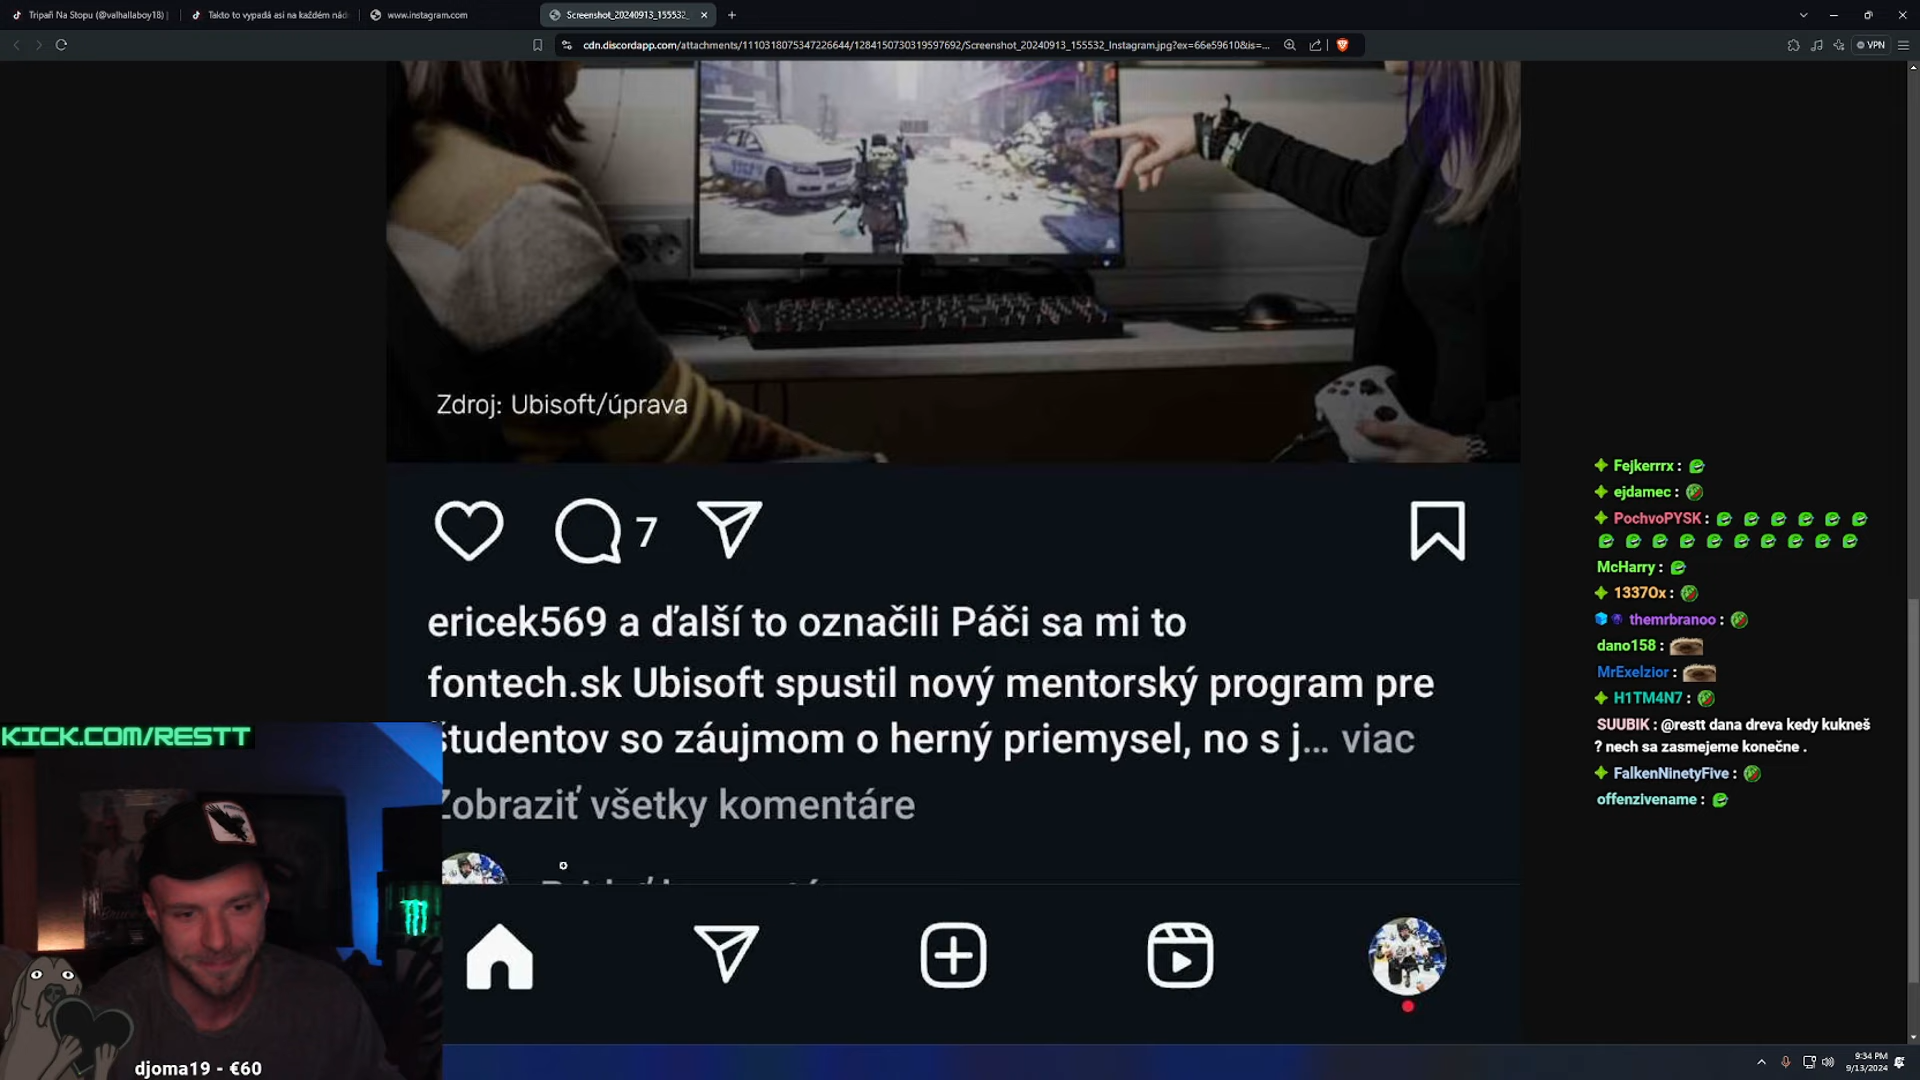 Tripaři Na Stopu (@valhallaboy18) |
Takto to vypadá asi na každém nád
www.instagram.com
Screenshot_20240913_155532_
cdn.discordapp.com/attachments/1110318075347226644/1284150730319597692/Screenshot_20240913_155532_Instagram.jpg?ex=66e59610&is=...
VPN
Zdroj: Ubisoft/úprava
7
ericek569 a ďalší to označili Páči sa mi to
fontech.sk Ubisoft spustil nový mentorský program pre
študentov so záujmom o herný priemysel, no s j... viac
Zobraziť všetky komentáre
Fejkerrrx :
ejdamec :
PochvoPYSK :
McHarry :
1337Ox :
themrbranoo :
dano158 :
MrExelzior :
H1TM4N7 :
SUUBIK : @restt dana dreva kedy kukneš
? nech sa zasmejeme konečne .
FalkenNinetyFive :
offenzivename :
KICK.COM/RESTT
djoma19 - €60
9:34 PM
9/13/2024